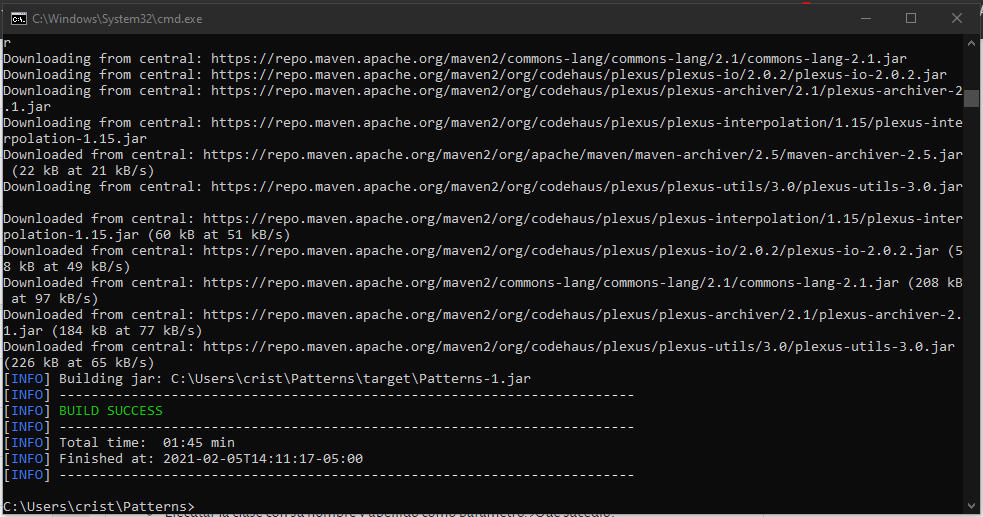 C:\Windows\System32\cmd.exe
r
Downloading from central: https://repo.maven.apache.org/maven2/commons-lang/commons-lang/2.1/commons-lang-2.1.jar
Downloading from central: https://repo.maven.apache.org/maven2/org/codehaus/plexus/plexus-io/2.0.2/plexus-io-2.0.2.jar
Downloading from central: https://repo.maven.apache.org/maven2/org/codehaus/plexus/plexus-archiver/2.1/plexus-archiver-2
.1.jar
Downloading from central: https://repo.maven.apache.org/maven2/org/codehaus/plexus/plexus-interpolation/1.15/plexus-inte
rpolation-1.15.jar
Downloaded from central: https://repo.maven.apache.org/maven2/org/apache/maven/maven-archiver/2.5/maven-archiver-2.5.jar
(22 kB at 21 kB/s)
Downloading from central: https://repo.maven.apache.org/maven2/org/codehaus/plexus/plexus-utils/3.0/plexus-utils-3.0.jar
Downloaded from central: https://repo.maven.apache.org/maven2/org/codehaus/plexus/plexus-interpolation/1.15/plexus-inter
polation-1.15.jar (60 kB at 51 kB/s)
Downloaded from central: https://repo.maven.apache.org/maven2/org/codehaus/plexus/plexus-io/2.0.2/plexus-io-2.0.2.jar (5
8 kB at 49 kB/s)
Downloaded from central: https://repo.maven.apache.org/maven2/commons-lang/commons-lang/2.1/commons-lang-2.1.jar (208 kB
at 97 kB/s)
Downloaded from central: https://repo.maven.apache.org/maven2/org/codehaus/plexus/plexus-archiver/2.1/plexus-archiver-2.
1.jar (184 kB at 77 kB/s)
Downloaded from central: https://repo.maven.apache.org/maven2/org/codehaus/plexus/plexus-utils/3.0/plexus-utils-3.0.jar
(226 kB at 65 kB/s)
[INFO] Building jar: C:\Users\crist\Patterns\target\Patterns-1.jar
[INFO] ------------------------------------------------------------------------
[INFO] BUILD SUCCESS
[INFO] ------------------------------------------------------------------------
[INFO] Total time:  01:45 min
[INFO] Finished at: 2021-02-05T14:11:17-05:00
[INFO] ------------------------------------------------------------------------
C:\Users\crist\Patterns>